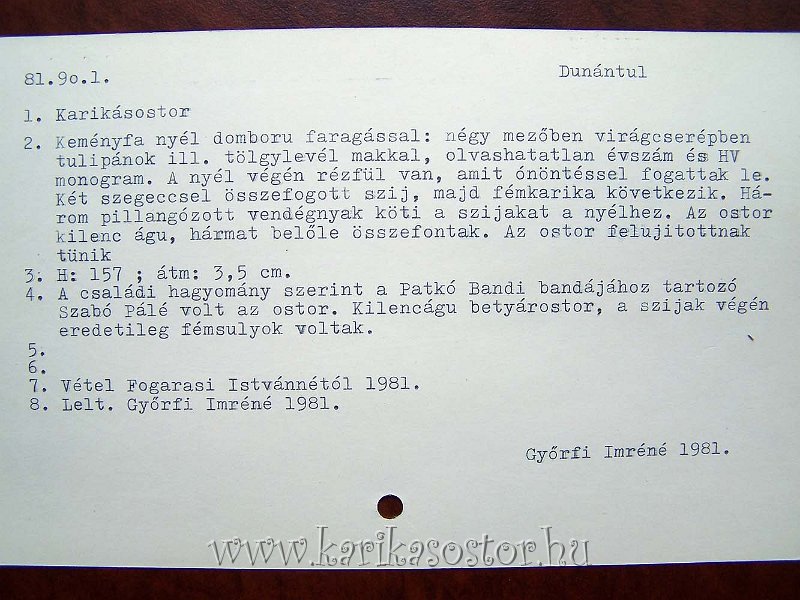 81.9o.1.
Dunántul
1. Karikásostor
2. Keményfa nyél domboru faragással: négy mezőben virágcserépben
tulipánok ill. tölgylevél makkal, olvashatatlan évszám és HV
monogram. A nyél végén rézfül van, amit ónöntéssel fogattak le.
Két szegeccsel összefogott szij, majd fémkarika következik. Há-
rom pillangózott vendégnyak köti a szijakat a nyélhez. Az ostor
kilenc águ, hármat belőle összefontak. Az ostor felujitottnak
tünik
3. H: 157 ; átm: 3,5 cm.
4. A családi hagyomány szerint a Patkó Bandi bandájához tartozó
Szabó Pálé volt az ostor. Kilencágu betyárostor, a szijak végén
eredetileg fémsulyok voltak.
5.
6.
7. Vétel Fogarasi Istvánnétól 1981.
8. Lelt. Győrfi Imréné 1981.
Győrfi Imréné 1981.
www.karikasostor.hu